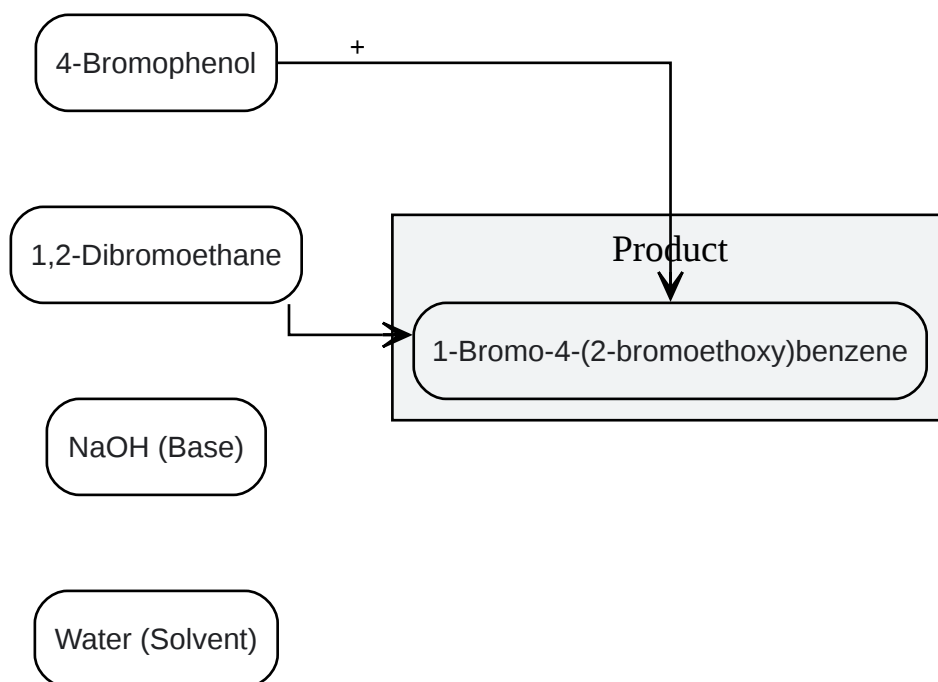 4-Bromophenol
+
1,2-Dibromoethane
Product
1-Bromo-4-(2-bromoethoxy)benzene
NaOH (Base)
Water (Solvent)